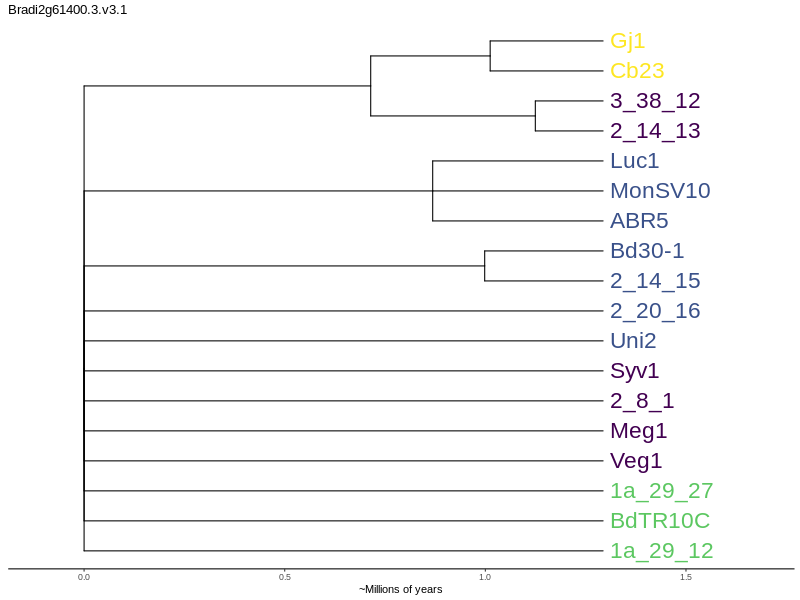 Bradi2g61400.3.v3.1
Gj1
Cb23
3_38_12
2_14_13
Luc1
MonSV10
ABR5
Bd30-1
2_14_15
2_20_16
Uni2
Syv1
2_8_1
Meg1
Veg1
1a_29_27
BdTR10C
1a_29_12
0.0 0.5 1.0 1.5
~Millions of years